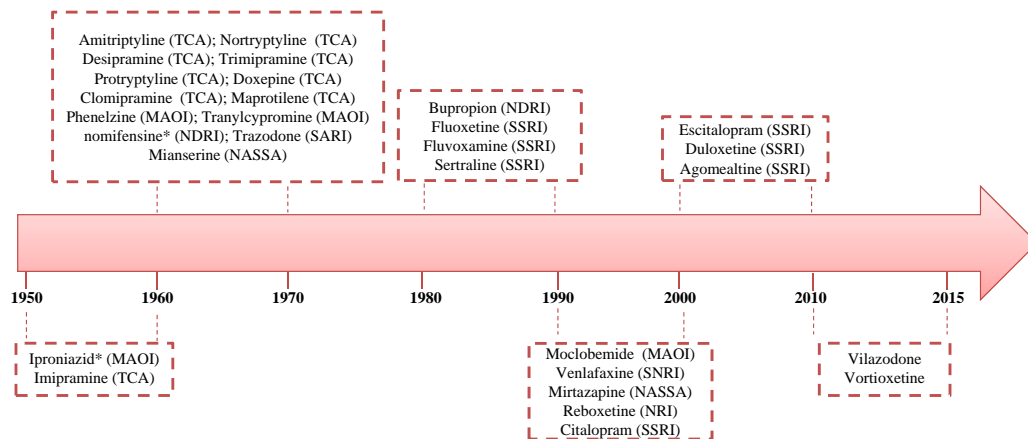 Amitriptyline (TCA); Nortryptyline (TCA)
Desipramine (TCA); Trimipramine (TCA)
Protryptyline (TCA); Doxepine (TCA)
Clomipramine (TCA); Maprotilene (TCA)
Phenelzine (MAOI); Tranylcypromine (MAOI)
nomifensine* (NDRI); Trazodone (SARI)
Mianserine (NASSA)
Bupropion (NDRI)
Fluoxetine (SSRI)
Fluvoxamine (SSRI)
Sertraline (SSRI)
Escitalopram (SSRI)
Duloxetine (SSRI)
Agomealtine (SSRI)
1950 1960 1970 1980 1990 2000 2010 2015
Iproniazid* (MAOI)
Imipramine (TCA)
Moclobemide (MAOI)
Venlafaxine (SNRI)
Mirtazapine (NASSA)
Reboxetine (NRI)
Citalopram (SSRI)
Vilazodone
Vortioxetine